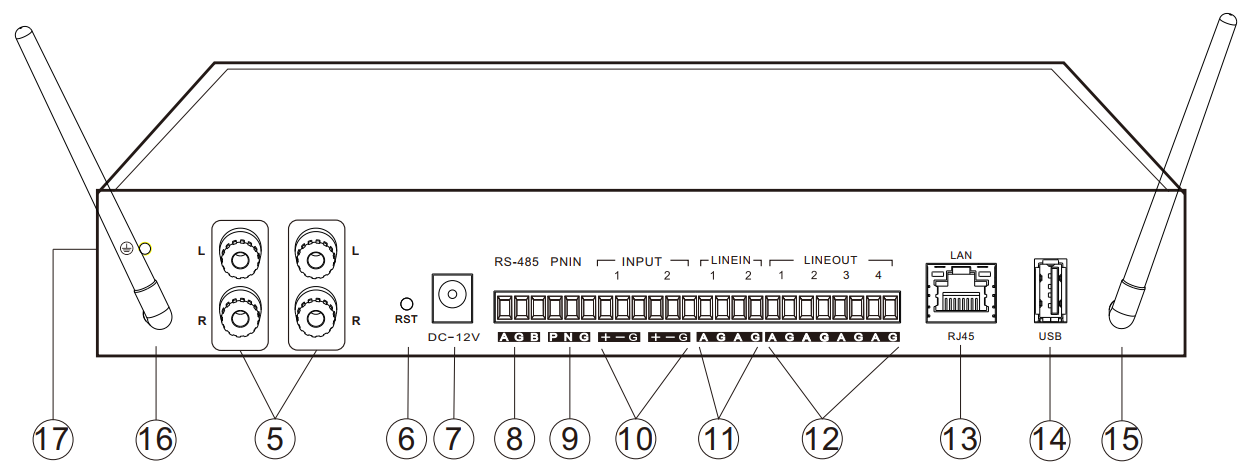 LAN
RS-485 PNIN INPUT LINEIN LINEOUT
1 2 1 2 1 2 3 4
L L
R R
RST
DC-12V
A G B P N G + - G + - G A G A G A G A G A G A G
RJ45 USB
17 16 5 6 7 8 9 10 11 12 13 14 15